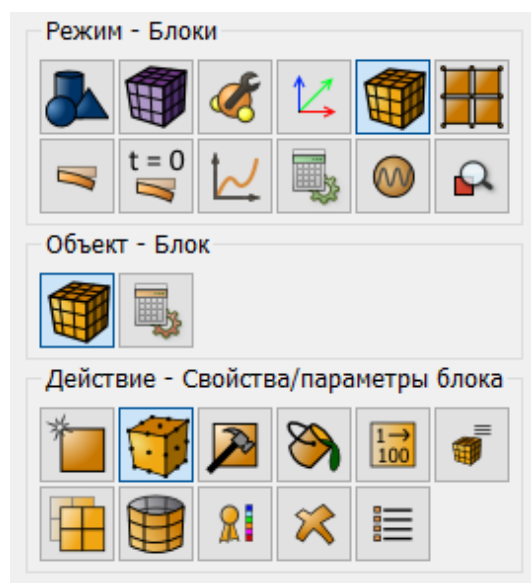 Режим - Блоки
t = 0
Объект - Блок
Действие - Свойства/параметры блока
1→
100